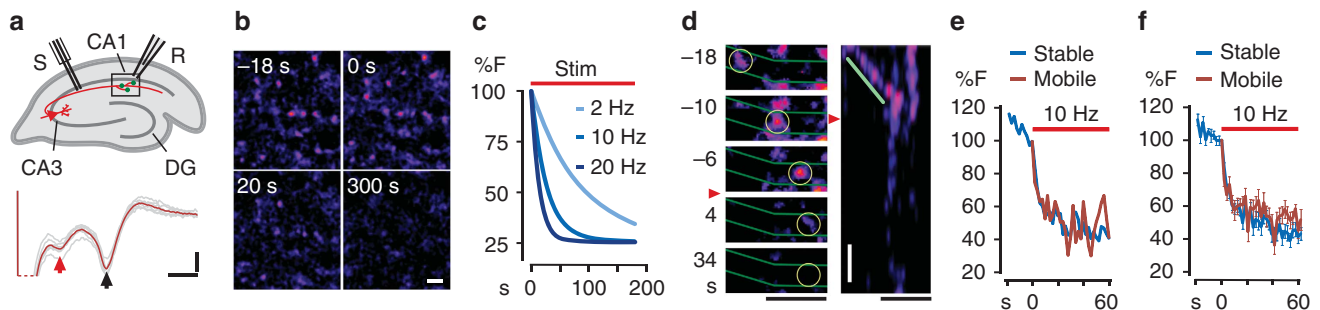 a
S
CA1
R
CA3
DG
b
–18 s
0 s
20 s
300 s
c
%F
Stim
100
75
50
25
2 Hz
10 Hz
20 Hz
s 0 100 200
d
–18
–10
–6
4
34
s
e
Stable
Mobile
%F
10 Hz
120
100
80
60
40
20
s 0 60
f
Stable
Mobile
%F
10 Hz
120
100
80
60
40
20
s 0 60